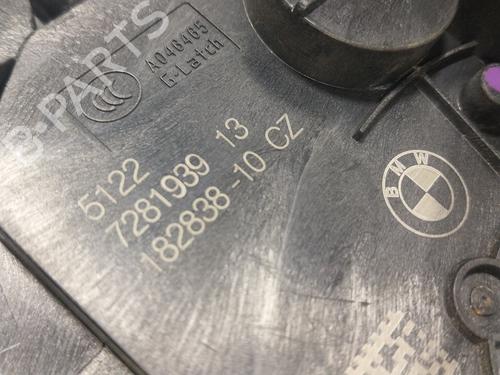 B-PARTS
A046465
G-Latch
5122
7281939 13
182838-10 CZ
BMW